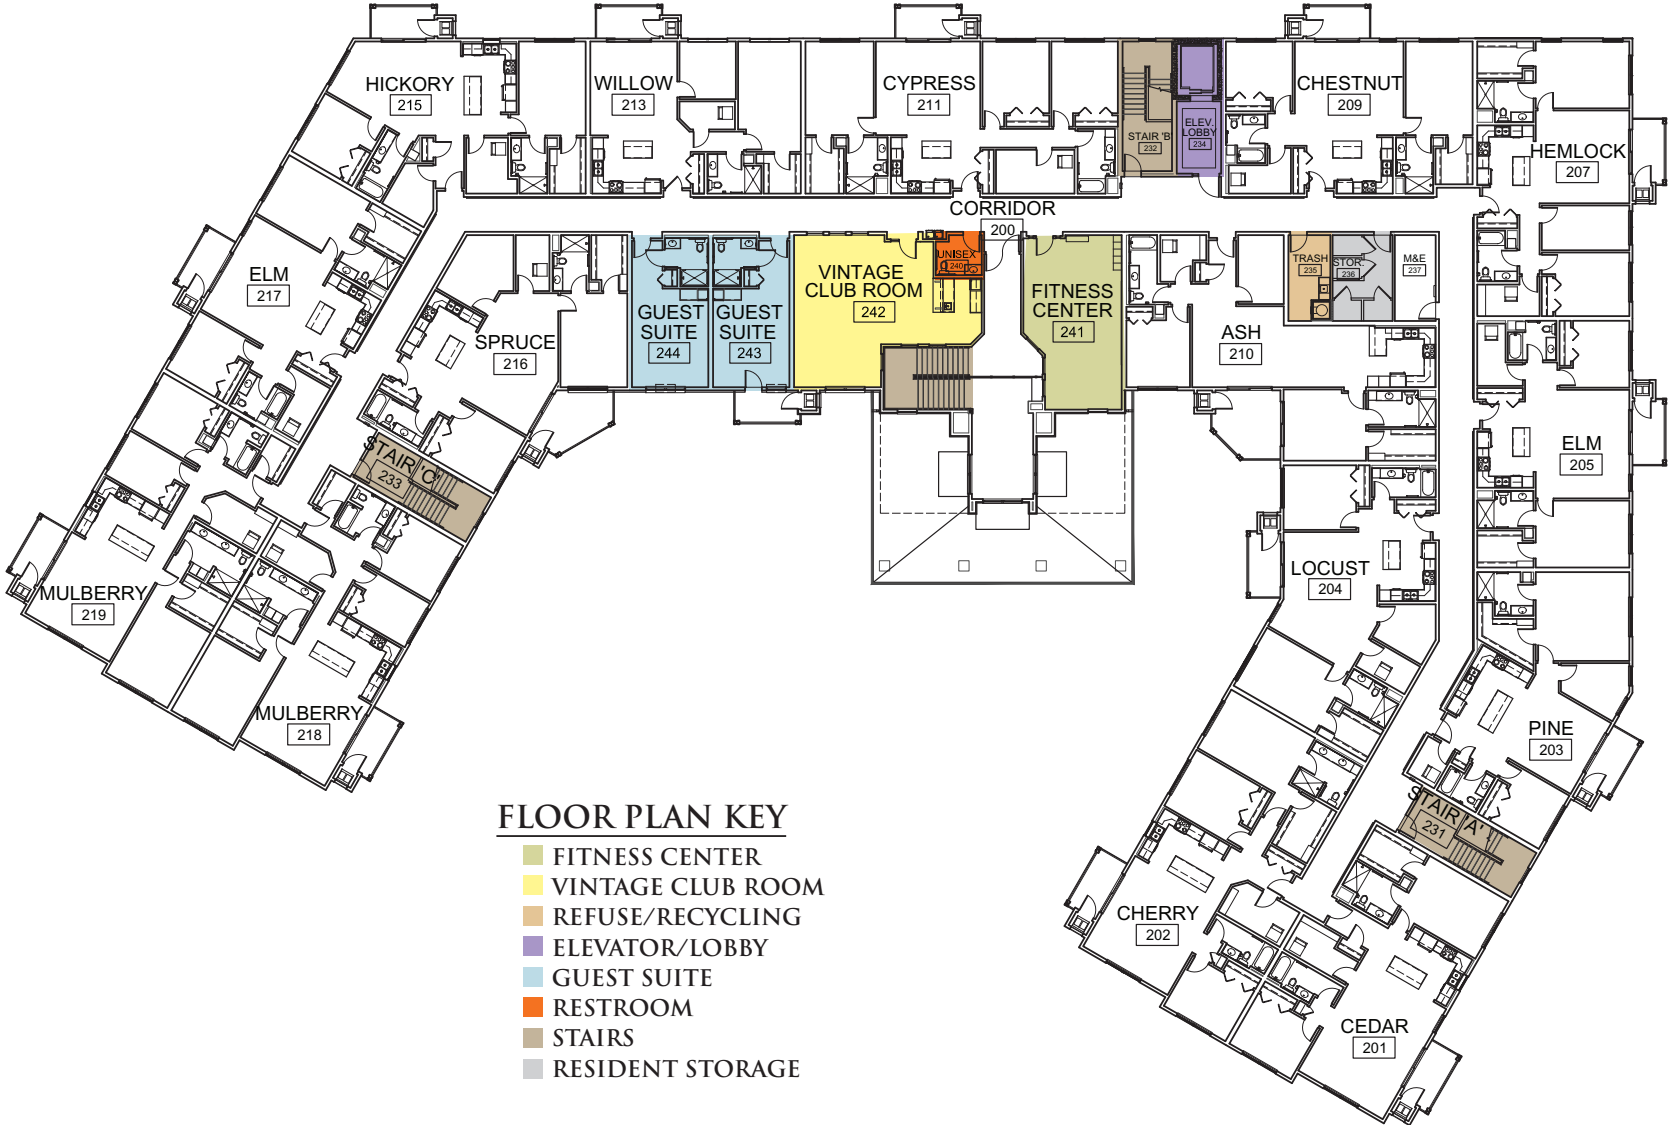 HICKORY
215
WILLOW
213
CYPRESS
211
STAIR 'B'
232
ELEV.
LOBBY
234
CHESTNUT
209
HEMLOCK
207
CORRIDOR
200
ELM
217
SPRUCE
216
GUEST
SUITE
244
GUEST
SUITE
243
VINTAGE
CLUB ROOM
242
UNISEX
240
FITNESS
CENTER
241
ASH
210
TRASH
235
STOR
236
M&E
237
ELM
205
STAIR 'C'
233
LOCUST
204
MULBERRY
219
MULBERRY
218
PINE
203
STAIR 'A'
231
CHERRY
202
CEDAR
201
FLOOR PLAN KEY
FITNESS CENTER
VINTAGE CLUB ROOM
REFUSE/RECYCLING
ELEVATOR/LOBBY
GUEST SUITE
RESTROOM
STAIRS
RESIDENT STORAGE